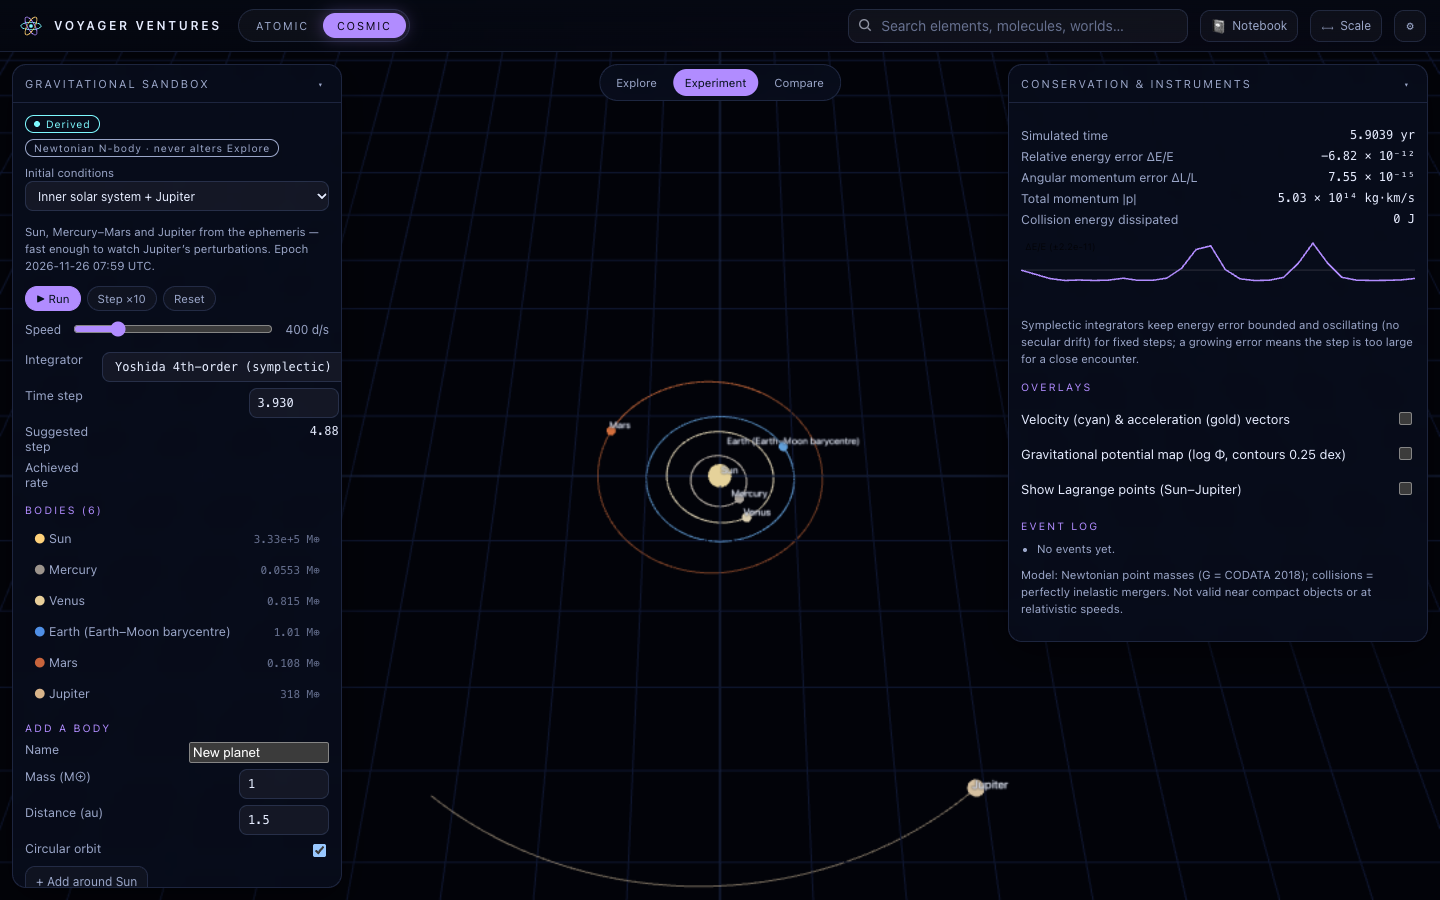 VOYAGER VENTURES
ATOMIC
COSMIC
Search elements, molecules, worlds...
Notebook
Scale
GRAVITATIONAL SANDBOX
Derived
Newtonian N-body · never alters Explore
Initial conditions
Inner solar system + Jupiter
Sun, Mercury–Mars and Jupiter from the ephemeris —
fast enough to watch Jupiter's perturbations. Epoch
2026-11-26 07:59 UTC.
Run
Step ×10
Reset
Speed
400 d/s
Integrator
Yoshida 4th-order (symplectic)
Time step
3.930
Suggested
step
4.88
Achieved
rate
BODIES (6)
Sun 3.33e+5 M⊕
Mercury 0.0553 M⊕
Venus 0.815 M⊕
Earth (Earth–Moon barycentre) 1.01 M⊕
Mars 0.108 M⊕
Jupiter 318 M⊕
ADD A BODY
Name
New planet
Mass (M⊕)
1
Distance (au)
1.5
Circular orbit
+ Add around Sun
Explore
Experiment
Compare
Mars
Earth (Earth–Moon barycentre)
Sun
Mercury
Venus
Jupiter
CONSERVATION & INSTRUMENTS
Simulated time 5.9039 yr
Relative energy error ΔE/E −6.82 × 10⁻¹²
Angular momentum error ΔL/L 7.55 × 10⁻¹⁵
Total momentum |p| 5.03 × 10¹⁴ kg·km/s
Collision energy dissipated 0 J
Symplectic integrators keep energy error bounded and oscillating (no
secular drift) for fixed steps; a growing error means the step is too large
for a close encounter.
OVERLAYS
Velocity (cyan) & acceleration (gold) vectors
Gravitational potential map (log Φ, contours 0.25 dex)
Show Lagrange points (Sun–Jupiter)
EVENT LOG
• No events yet.
Model: Newtonian point masses (G = CODATA 2018); collisions =
perfectly inelastic mergers. Not valid near compact objects or at
relativistic speeds.